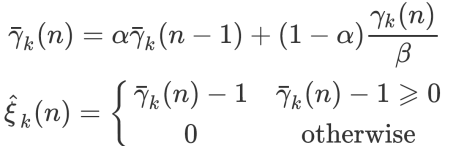 γ̄ₖ(n) = αγ̄ₖ(n − 1) + (1 − α) γₖ(n)/β
ξ̂ₖ(n) = { γ̄ₖ(n) − 1   γ̄ₖ(n) − 1 ⩾ 0
0   otherwise